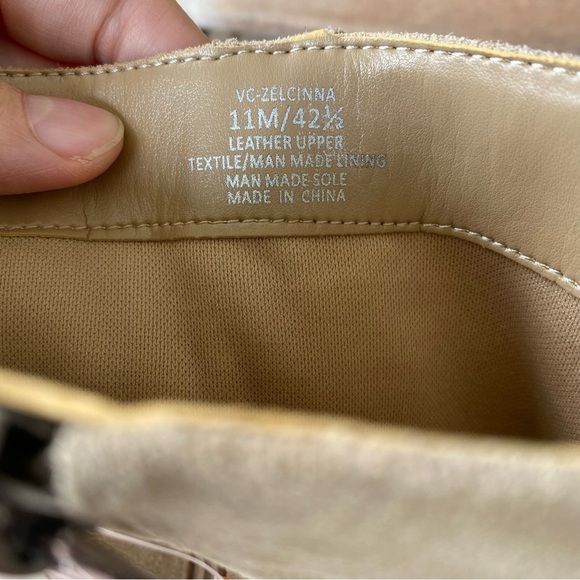 VC-ZELCINNA
11M/42½
LEATHER UPPER
TEXTILE/MAN MADE LINING
MAN MADE SOLE
MADE IN CHINA